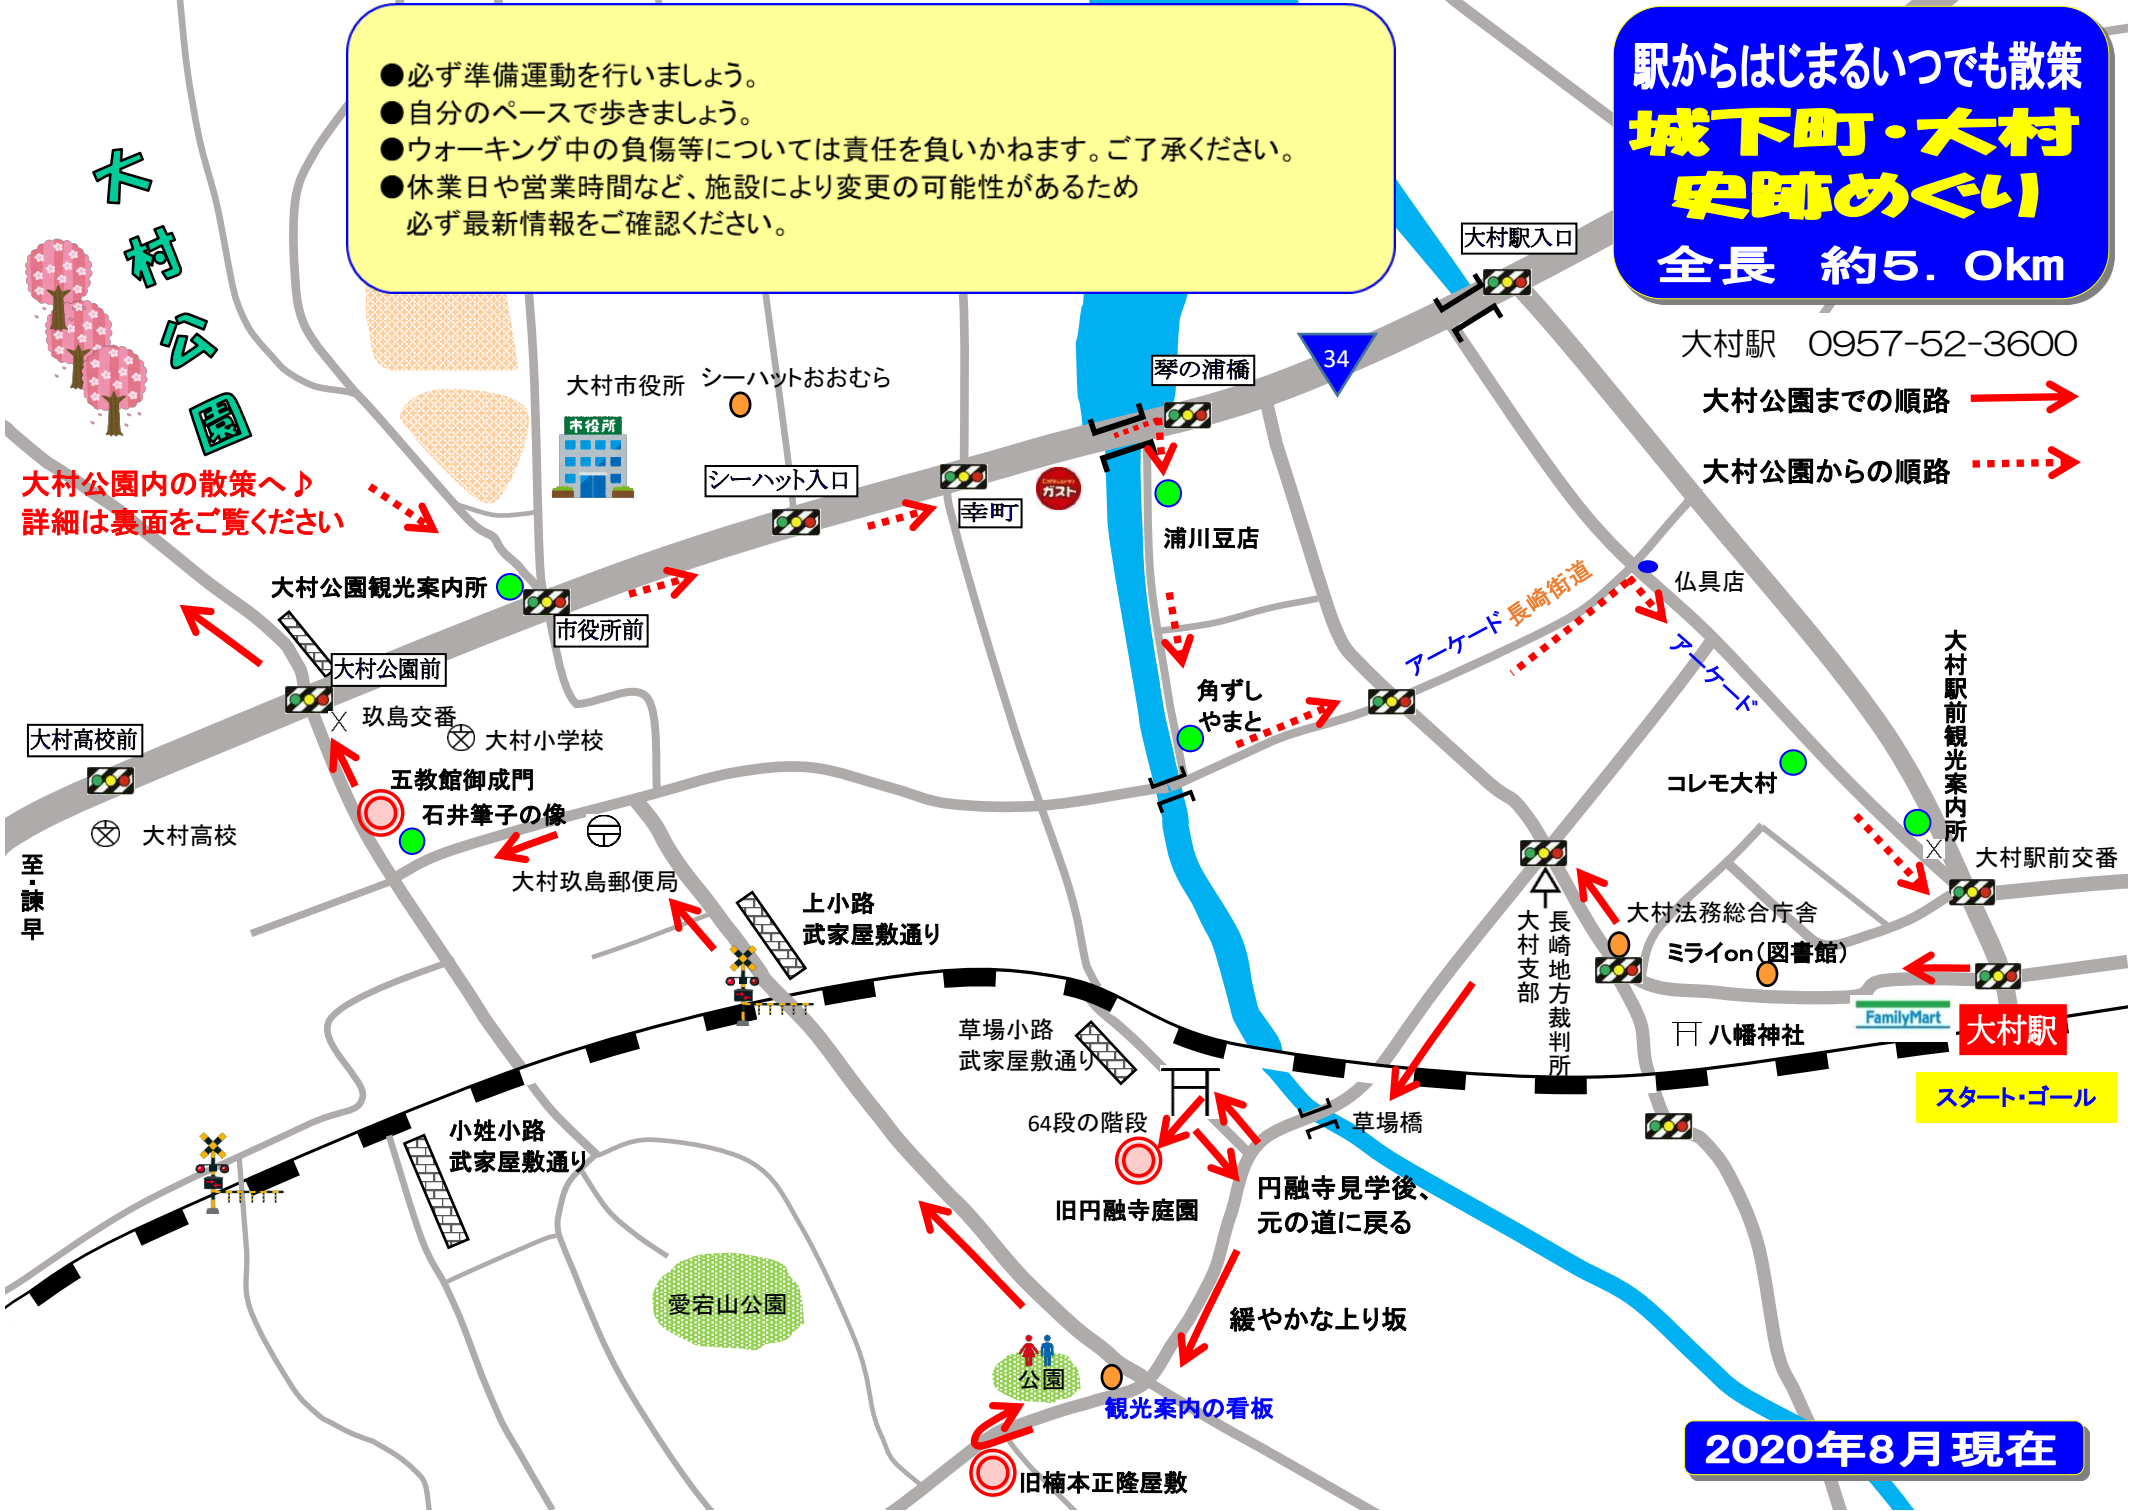 ●必ず準備運動を行いましょう。
●自分のペースで歩きましょう。
●ウォーキング中の負傷等については責任を負いかねます。ご了承ください。
●休業日や営業時間など、施設により変更の可能性があるため
必ず最新情報をご確認ください。
駅からはじまるいつでも散策
城下町・大村
史跡めぐり
全長 約5.0km
大村駅 0957-52-3600
大村公園までの順路
大村公園からの順路
大村公園
大村公園内の散策へ♪
詳細は裏面をご覧ください
大村駅入口
34
琴の浦橋
大村市役所
シーハットおおむら
市役所
シーハット入口
幸町
ガスト
浦川豆店
大村公園観光案内所
市役所前
大村公園前
玖島交番
大村小学校
大村高校前
大村高校
至・諫早
五教館御成門
石井筆子の像
大村玖島郵便局
上小路
武家屋敷通り
角ずし
やまと
アーケード
長崎街道
仏具店
アーケード
コレモ大村
大村駅前観光案内所
大村駅前交番
大村法務総合庁舎
ミライon(図書館)
長崎地方裁判所
大村支部
八幡神社
FamilyMart
大村駅
スタート・ゴール
草場小路
武家屋敷通り
64段の階段
草場橋
旧円融寺庭園
円融寺見学後、
元の道に戻る
緩やかな上り坂
小姓小路
武家屋敷通り
愛宕山公園
公園
観光案内の看板
旧楠本正隆屋敷
2020年8月現在